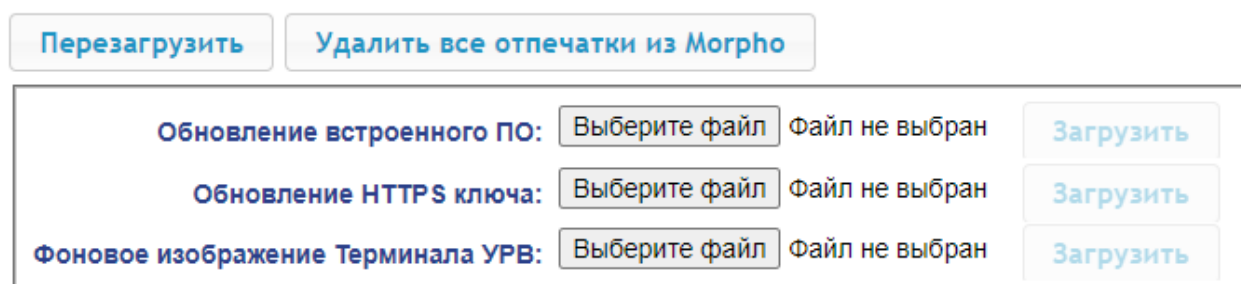 Перезагрузить Удалить все отпечатки из Morpho
Обновление встроенного ПО: Выберите файл Файл не выбран Загрузить
Обновление HTTPS ключа: Выберите файл Файл не выбран Загрузить
Фоновое изображение Терминала УРВ: Выберите файл Файл не выбран Загрузить